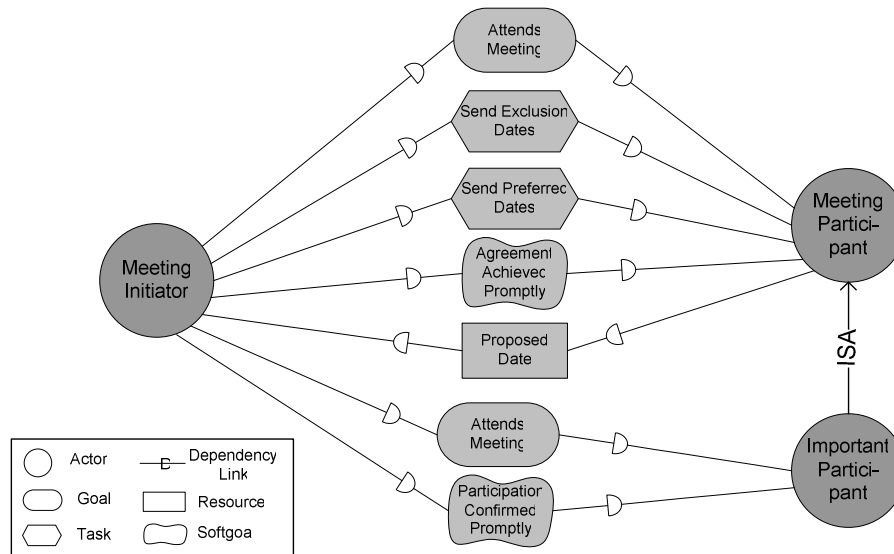 Attends
Meeting
Send Exclusion
Dates
Send Preferred
Dates
Agreement
Achieved
Promptly
Proposed
Date
Attends
Meeting
Participation
Confirmed
Promptly
Meeting
Initiator
Meeting
Partici-
pant
ISA
Important
Partici-
pant
Actor
Dependency
Link
Goal
Resource
Task
Softgoa